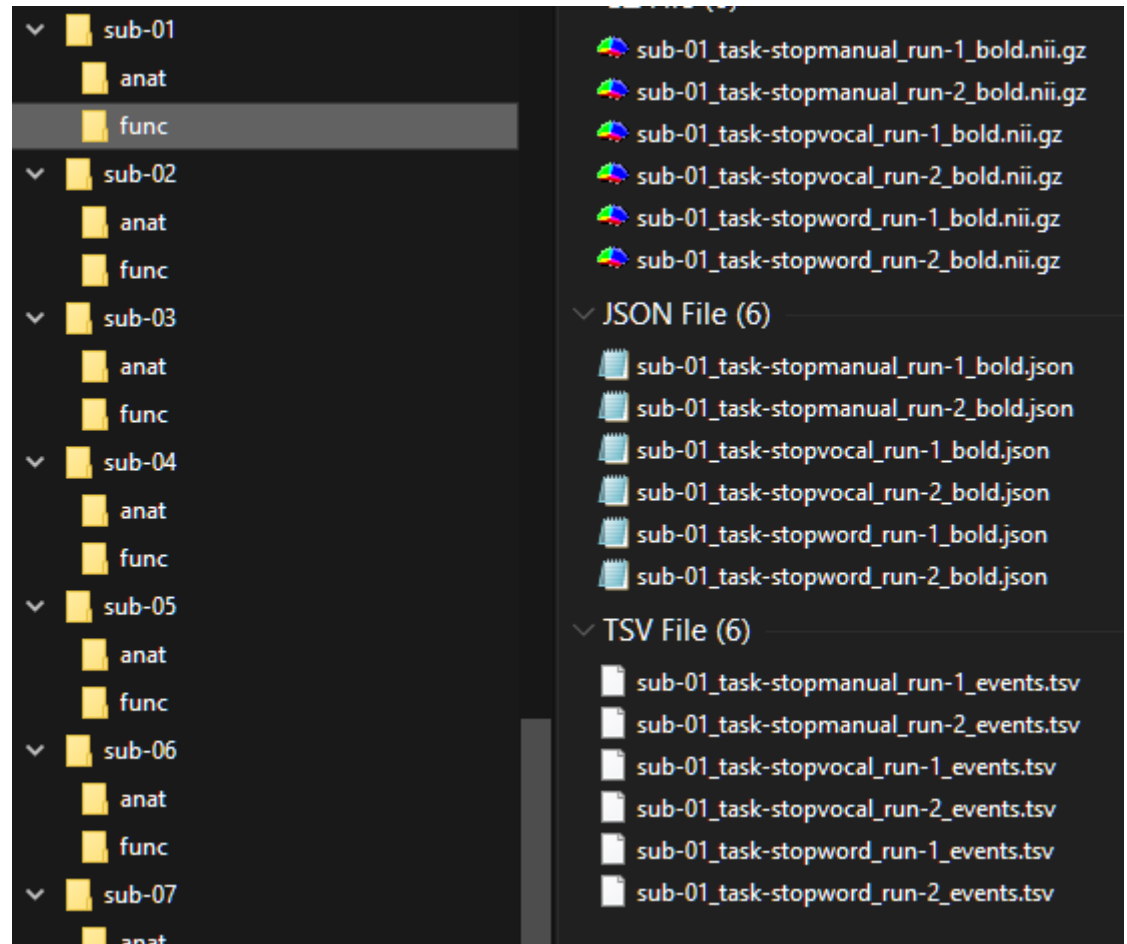 sub-01
anat
func
sub-02
anat
func
sub-03
anat
func
sub-04
anat
func
sub-05
anat
func
sub-06
anat
func
sub-07
anat
sub-01_task-stopmanual_run-1_bold.nii.gz
sub-01_task-stopmanual_run-2_bold.nii.gz
sub-01_task-stopvocal_run-1_bold.nii.gz
sub-01_task-stopvocal_run-2_bold.nii.gz
sub-01_task-stopword_run-1_bold.nii.gz
sub-01_task-stopword_run-2_bold.nii.gz
JSON File (6)
sub-01_task-stopmanual_run-1_bold.json
sub-01_task-stopmanual_run-2_bold.json
sub-01_task-stopvocal_run-1_bold.json
sub-01_task-stopvocal_run-2_bold.json
sub-01_task-stopword_run-1_bold.json
sub-01_task-stopword_run-2_bold.json
TSV File (6)
sub-01_task-stopmanual_run-1_events.tsv
sub-01_task-stopmanual_run-2_events.tsv
sub-01_task-stopvocal_run-1_events.tsv
sub-01_task-stopvocal_run-2_events.tsv
sub-01_task-stopword_run-1_events.tsv
sub-01_task-stopword_run-2_events.tsv